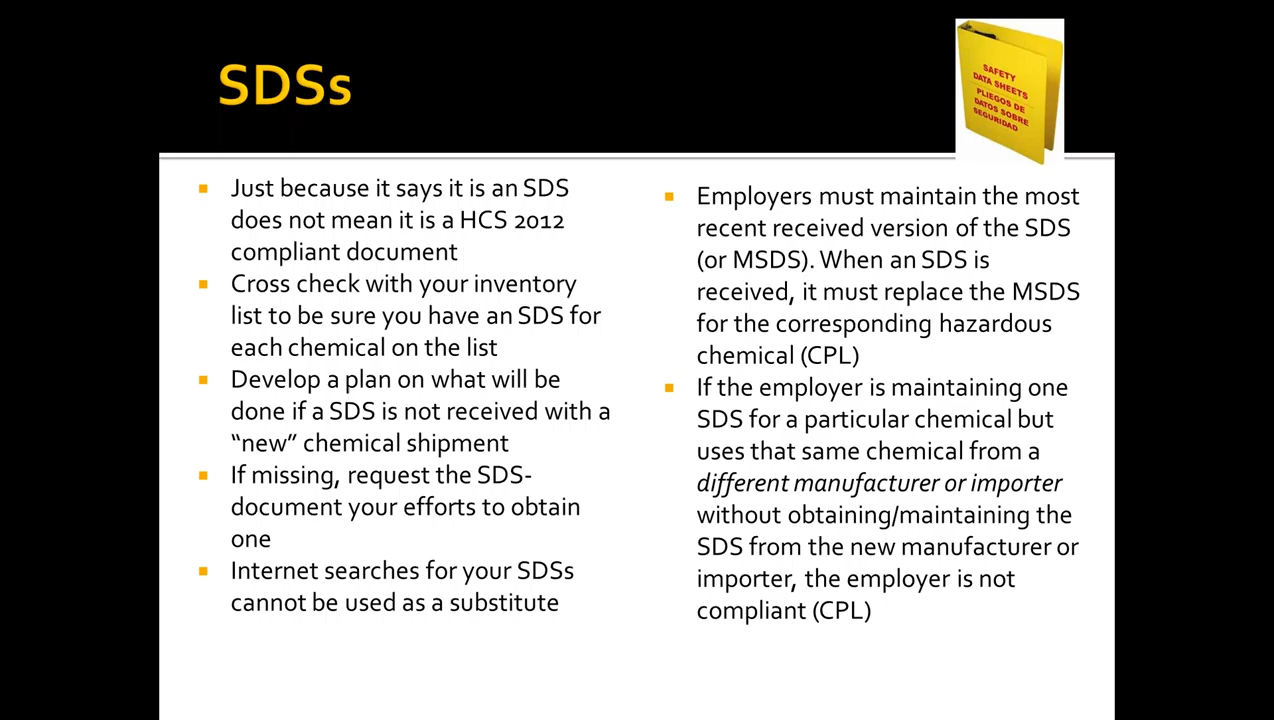 SDSs
SAFETY
DATA SHEETS
PLIEGOS DE
DATOS SOBRE
SEGURIDAD
Just because it says it is an SDS
does not mean it is a HCS 2012
compliant document
Cross check with your inventory
list to be sure you have an SDS for
each chemical on the list
Develop a plan on what will be
done if a SDS is not received with a
“new” chemical shipment
If missing, request the SDS-
document your efforts to obtain
one
Internet searches for your SDSs
cannot be used as a substitute
Employers must maintain the most
recent received version of the SDS
(or MSDS). When an SDS is
received, it must replace the MSDS
for the corresponding hazardous
chemical (CPL)
If the employer is maintaining one
SDS for a particular chemical but
uses that same chemical from a
different manufacturer or importer
without obtaining/maintaining the
SDS from the new manufacturer or
importer, the employer is not
compliant (CPL)